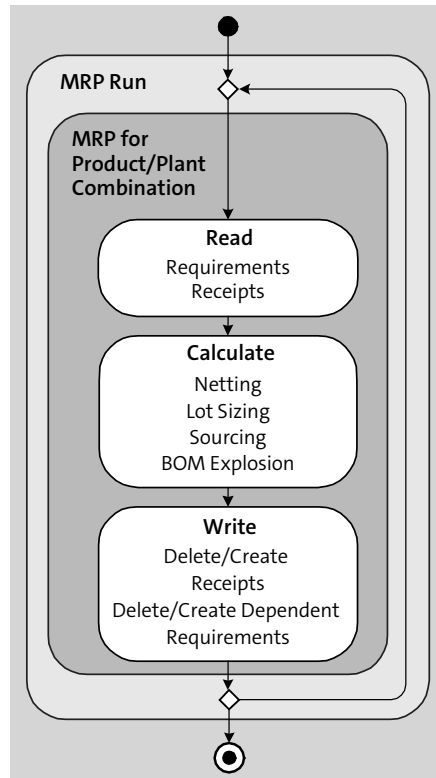 MRP Run
MRP for
Product/Plant
Combination
Read
Requirements
Receipts
Calculate
Netting
Lot Sizing
Sourcing
BOM Explosion
Write
Delete/Create
Receipts
Delete/Create Dependent
Requirements